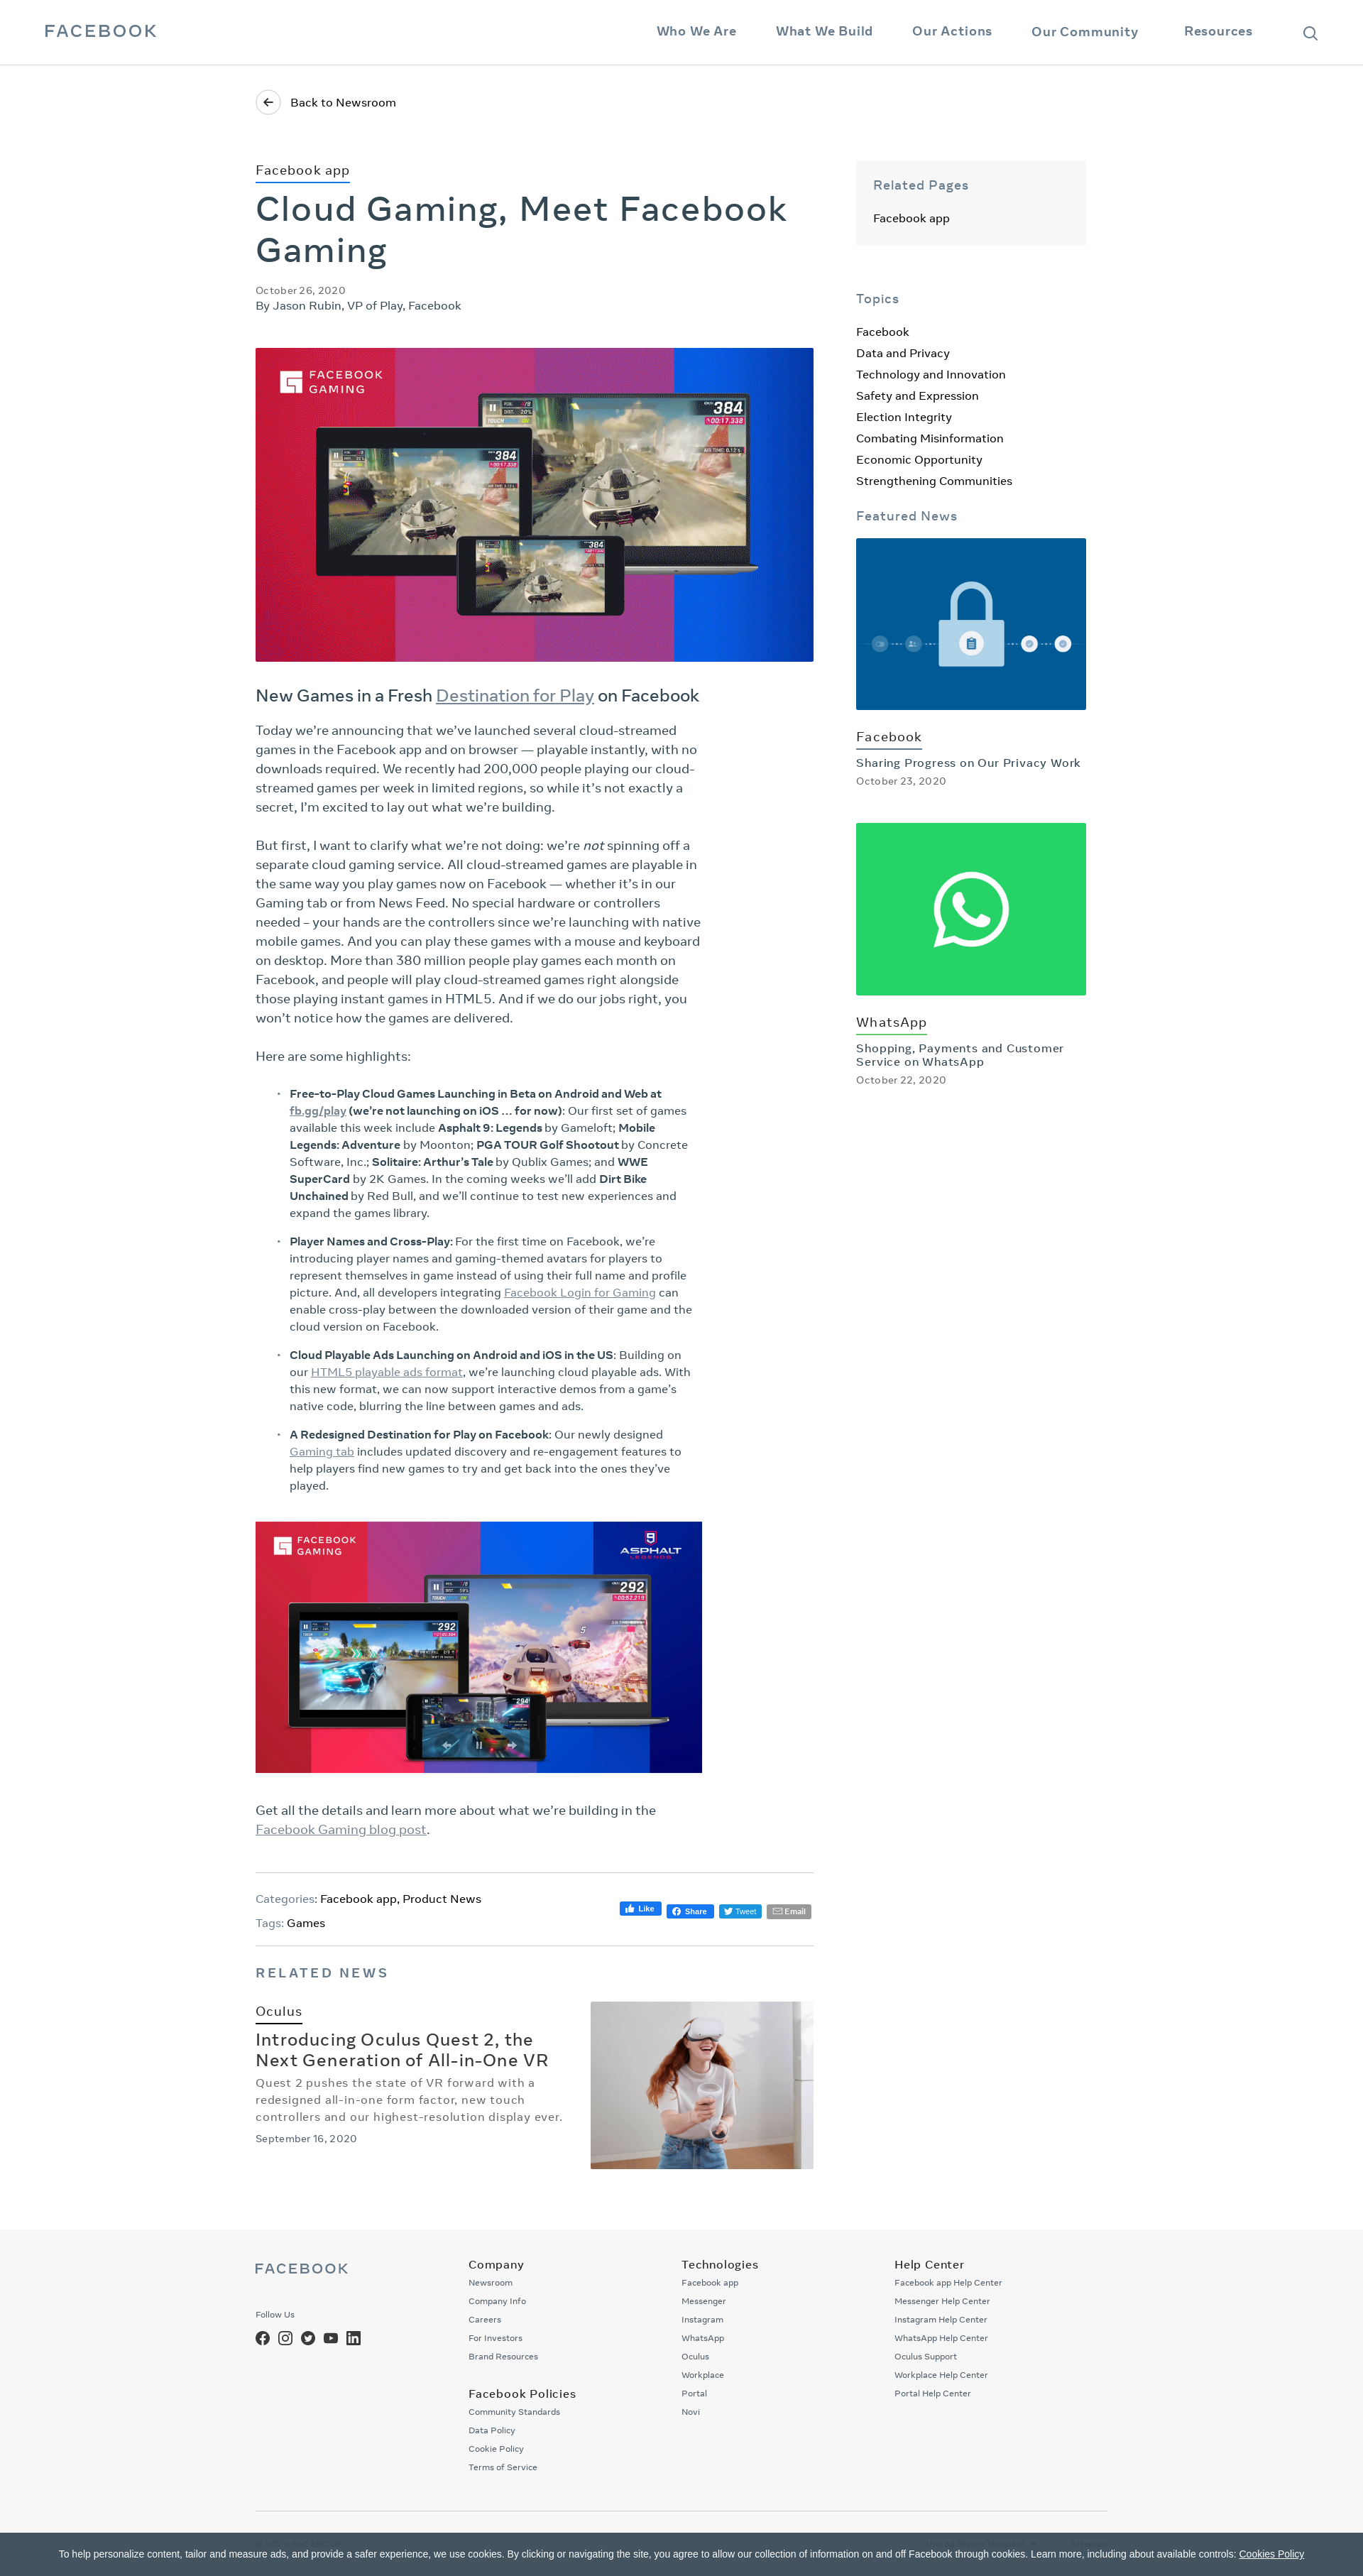 FACEBOOK
Who We Are
What We Build
Our Actions
Our Community
Resources
Back to Newsroom
Facebook app
Cloud Gaming, Meet Facebook
Gaming
October 26, 2020
By Jason Rubin, VP of Play, Facebook
FACEBOOK
GAMING
384
384
384
New Games in a Fresh Destination for Play on Facebook
Today we’re announcing that we’ve launched several cloud-streamed
games in the Facebook app and on browser — playable instantly, with no
downloads required. We recently had 200,000 people playing our cloud-
streamed games per week in limited regions, so while it’s not exactly a
secret, I’m excited to lay out what we’re building.
But first, I want to clarify what we’re not doing: we’re not spinning off a
separate cloud gaming service. All cloud-streamed games are playable in
the same way you play games now on Facebook — whether it’s in our
Gaming tab or from News Feed. No special hardware or controllers
needed – your hands are the controllers since we’re launching with native
mobile games. And you can play these games with a mouse and keyboard
on desktop. More than 380 million people play games each month on
Facebook, and people will play cloud-streamed games right alongside
those playing instant games in HTML5. And if we do our jobs right, you
won’t notice how the games are delivered.
Here are some highlights:
• Free-to-Play Cloud Games Launching in Beta on Android and Web at
fb.gg/play (we’re not launching on iOS … for now): Our first set of games
available this week include Asphalt 9: Legends by Gameloft; Mobile
Legends: Adventure by Moonton; PGA TOUR Golf Shootout by Concrete
Software, Inc.; Solitaire: Arthur’s Tale by Qublix Games; and WWE
SuperCard by 2K Games. In the coming weeks we’ll add Dirt Bike
Unchained by Red Bull, and we’ll continue to test new experiences and
expand the games library.
• Player Names and Cross-Play: For the first time on Facebook, we’re
introducing player names and gaming-themed avatars for players to
represent themselves in game instead of using their full name and profile
picture. And, all developers integrating Facebook Login for Gaming can
enable cross-play between the downloaded version of their game and the
cloud version on Facebook.
• Cloud Playable Ads Launching on Android and iOS in the US: Building on
our HTML5 playable ads format, we’re launching cloud playable ads. With
this new format, we can now support interactive demos from a game’s
native code, blurring the line between games and ads.
• A Redesigned Destination for Play on Facebook: Our newly designed
Gaming tab includes updated discovery and re-engagement features to
help players find new games to try and get back into the ones they’ve
played.
FACEBOOK
GAMING
9
ASPHALT
LEGENDS
292
292
294
Get all the details and learn more about what we’re building in the
Facebook Gaming blog post.
Categories: Facebook app, Product News
Tags: Games
Like
Share
Tweet
Email
RELATED NEWS
Oculus
Introducing Oculus Quest 2, the
Next Generation of All-in-One VR
Quest 2 pushes the state of VR forward with a
redesigned all-in-one form factor, new touch
controllers and our highest-resolution display ever.
September 16, 2020
Related Pages
Facebook app
Topics
Facebook
Data and Privacy
Technology and Innovation
Safety and Expression
Election Integrity
Combating Misinformation
Economic Opportunity
Strengthening Communities
Featured News
Facebook
Sharing Progress on Our Privacy Work
October 23, 2020
WhatsApp
Shopping, Payments and Customer
Service on WhatsApp
October 22, 2020
FACEBOOK
Follow Us
Company
Newsroom
Company Info
Careers
For Investors
Brand Resources
Facebook Policies
Community Standards
Data Policy
Cookie Policy
Terms of Service
Technologies
Facebook app
Messenger
Instagram
WhatsApp
Oculus
Workplace
Portal
Novi
Help Center
Facebook app Help Center
Messenger Help Center
Instagram Help Center
WhatsApp Help Center
Oculus Support
Workplace Help Center
Portal Help Center
To help personalize content, tailor and measure ads, and provide a safer experience, we use cookies. By clicking or navigating the site, you agree to allow our collection of information on and off Facebook through cookies. Learn more, including about available controls: Cookies Policy